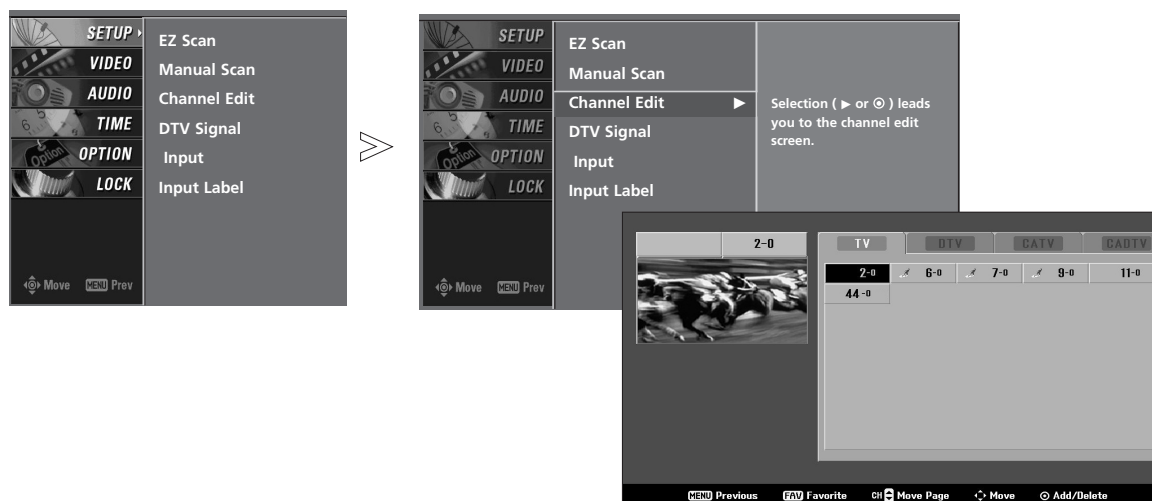 SETUP
VIDEO
AUDIO
TIME
OPTION
LOCK
EZ Scan
Manual Scan
Channel Edit
DTV Signal
Input
Input Label
Move MENU Prev
SETUP
VIDEO
AUDIO
TIME
OPTION
LOCK
EZ Scan
Manual Scan
Channel Edit ▶
DTV Signal
Input
Input Label
Selection ( ▶ or ⊙ ) leads
you to the channel edit
screen.
Move MENU Prev
2-0
TV DTV CATV CADTV
2-0 6-0 7-0 9-0 11-0
44-0
MENU Previous FAV Favorite CH Move Page Move ⊙ Add/Delete